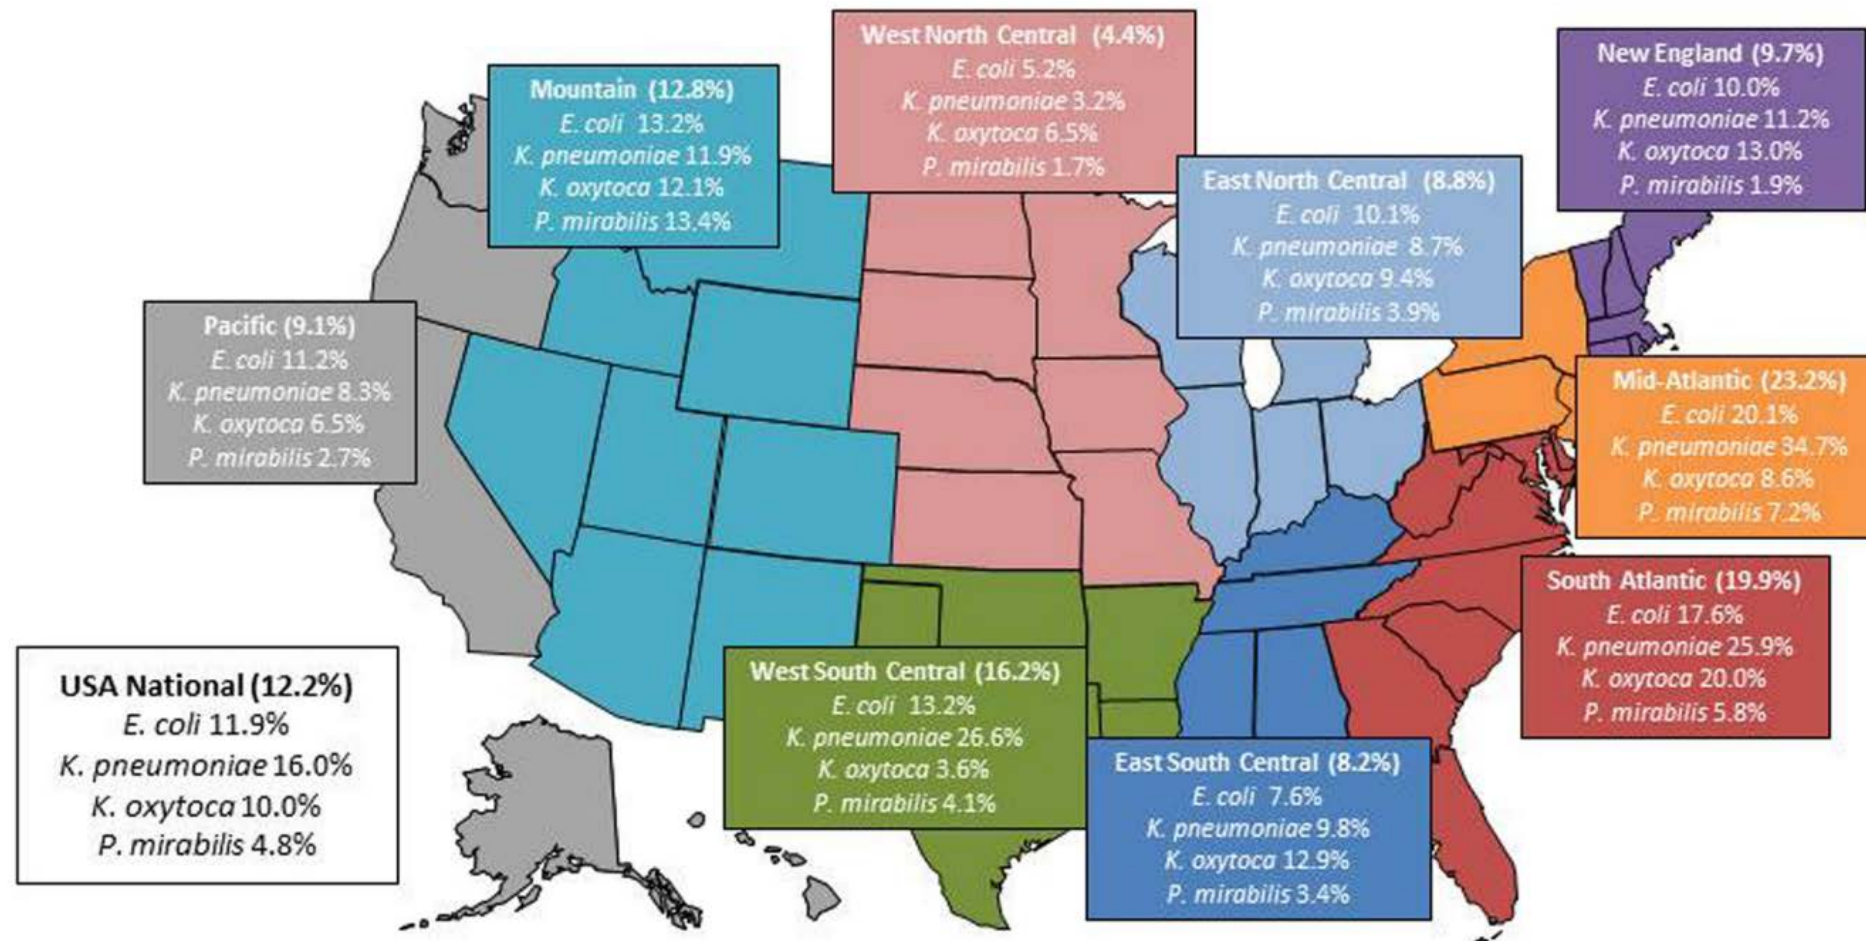 West North Central (4.4%)
E. coli 5.2%
K. pneumoniae 3.2%
K. oxytoca 6.5%
P. mirabilis 1.7%
New England (9.7%)
E. coli 10.0%
K. pneumoniae 11.2%
K. oxytoca 13.0%
P. mirabilis 1.9%
Mountain (12.8%)
E. coli 13.2%
K. pneumoniae 11.9%
K. oxytoca 12.1%
P. mirabilis 13.4%
East North Central (8.8%)
E. coli 10.1%
K. pneumoniae 8.7%
K. oxytoca 9.4%
P. mirabilis 3.9%
Pacific (9.1%)
E. coli 11.2%
K. pneumoniae 8.3%
K. oxytoca 6.5%
P. mirabilis 2.7%
Mid-Atlantic (23.2%)
E. coli 20.1%
K. pneumoniae 34.7%
K. oxytoca 8.6%
P. mirabilis 7.2%
South Atlantic (19.9%)
E. coli 17.6%
K. pneumoniae 25.9%
K. oxytoca 20.0%
P. mirabilis 5.8%
USA National (12.2%)
E. coli 11.9%
K. pneumoniae 16.0%
K. oxytoca 10.0%
P. mirabilis 4.8%
West South Central (16.2%)
E. coli 13.2%
K. pneumoniae 26.6%
K. oxytoca 3.6%
P. mirabilis 4.1%
East South Central (8.2%)
E. coli 7.6%
K. pneumoniae 9.8%
K. oxytoca 12.9%
P. mirabilis 3.4%